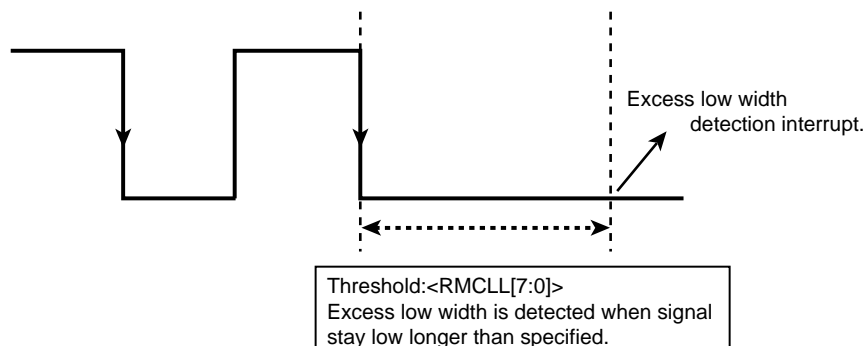 Excess low width
detection interrupt.
Threshold:<RMCLL[7:0]>
Excess low width is detected when signal
stay low longer than specified.